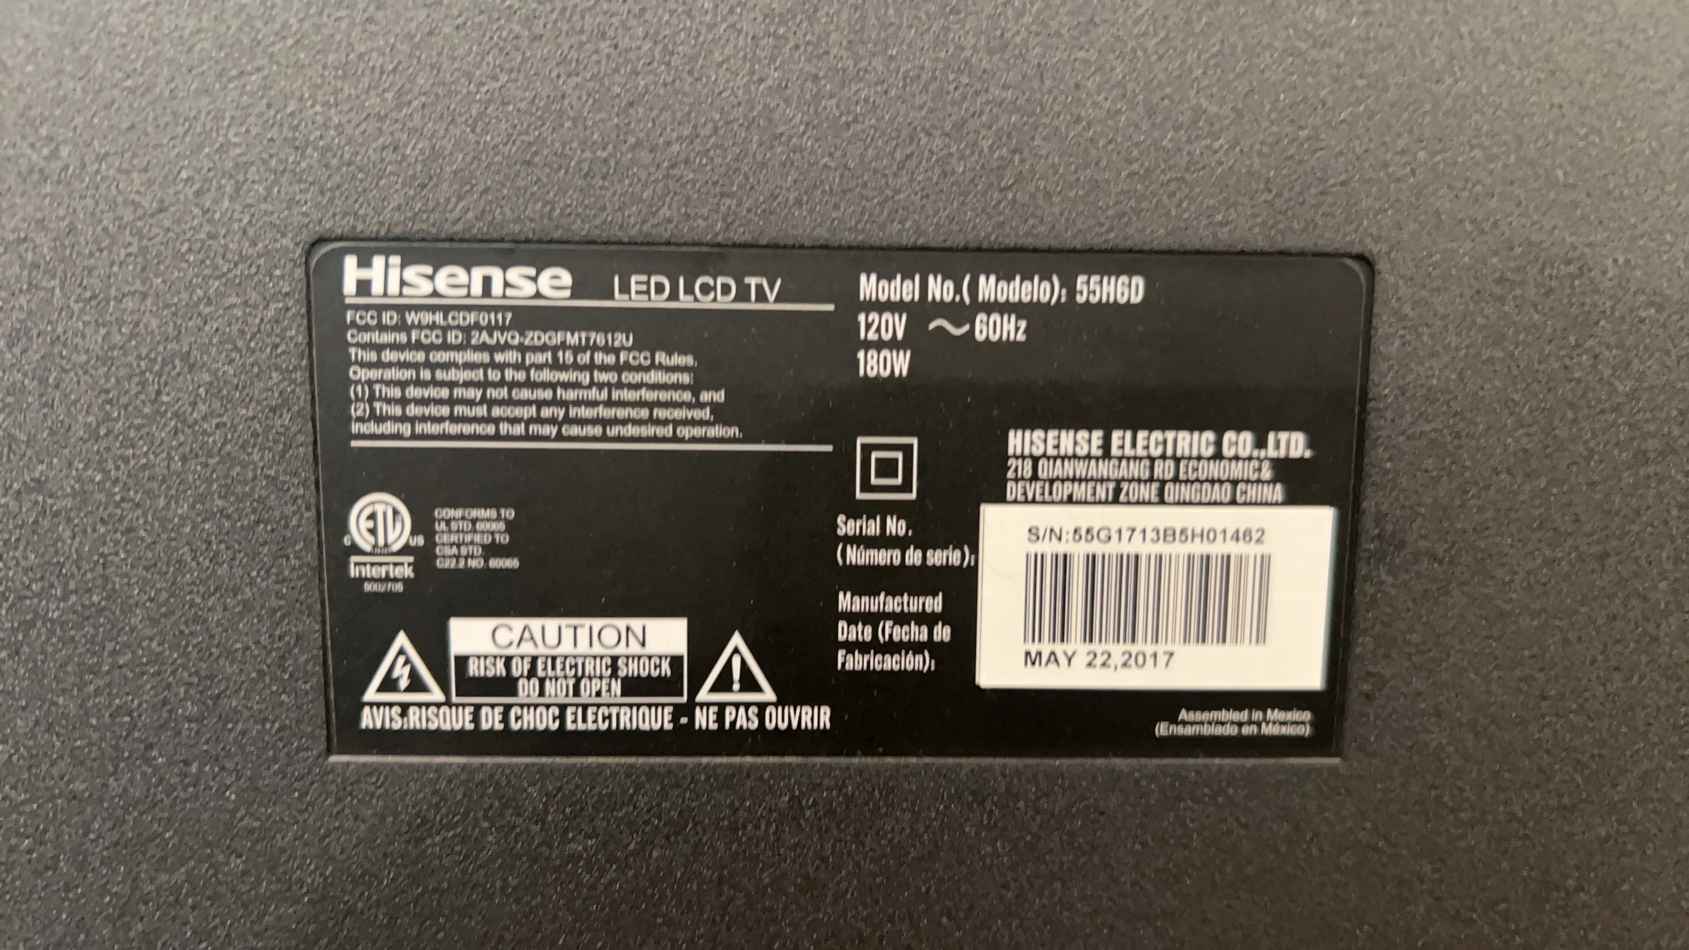 Hisense LED LCD TV
FCC ID: W9HLCDF0117
Contains FCC ID: 2AJVQ-ZDGFMT7612U
This device complies with part 15 of the FCC Rules.
Operation is subject to the following two conditions:
(1) This device may not cause harmful interference, and
(2) This device must accept any interference received,
including interference that may cause undesired operation.
Model No.( Modelo): 55H6D
120V ～ 60Hz
180W
HISENSE ELECTRIC CO.,LTD.
218 QIANWANGANG RD ECONOMIC&
DEVELOPMENT ZONE QINGDAO CHINA
ETL
C US
Intertek
5002705
CONFORMS TO
UL STD. 60065
CERTIFIED TO
CSA STD.
C22.2 NO. 60065
Serial No.
(Número de serie):
S/N:55G1713B5H01462
Manufactured
Date (Fecha de
Fabricación):
MAY 22,2017
CAUTION
RISK OF ELECTRIC SHOCK
DO NOT OPEN
AVIS:RISQUE DE CHOC ELECTRIQUE - NE PAS OUVRIR
Assembled in Mexico
(Ensamblado en México)